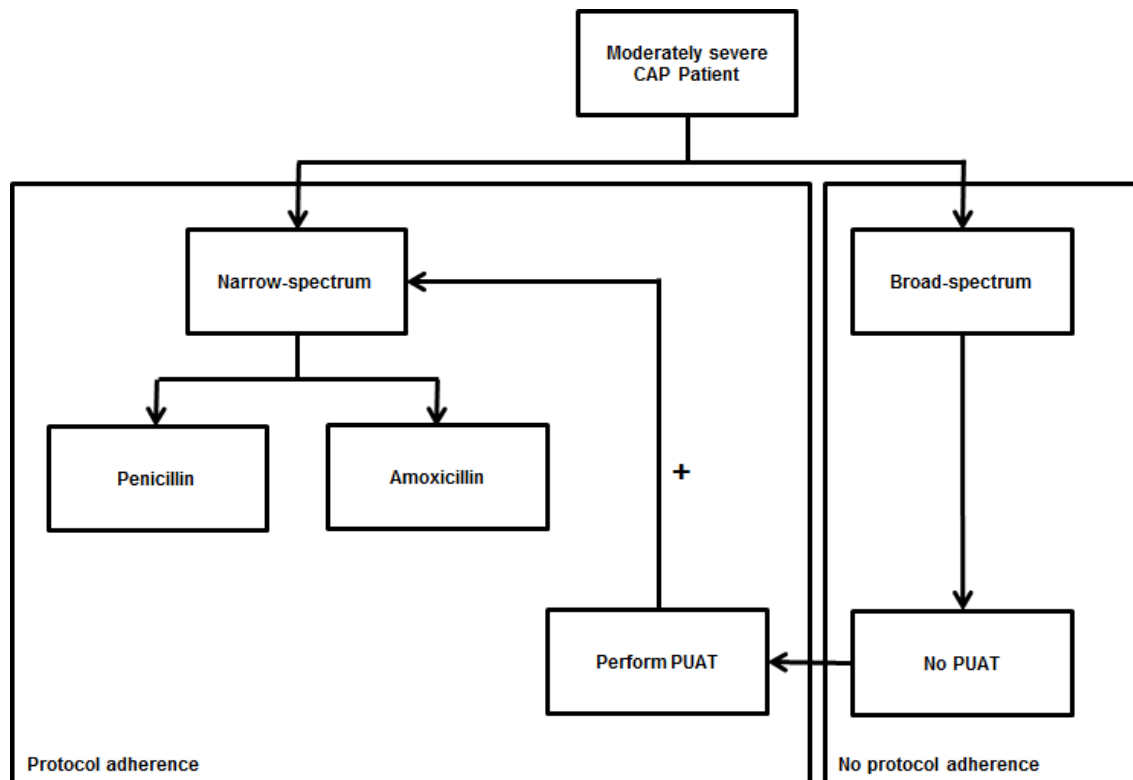 Moderately severe
CAP Patient
Narrow-spectrum
Broad-spectrum
Penicillin
Amoxicillin
+
Perform PUAT
No PUAT
Protocol adherence
No protocol adherence